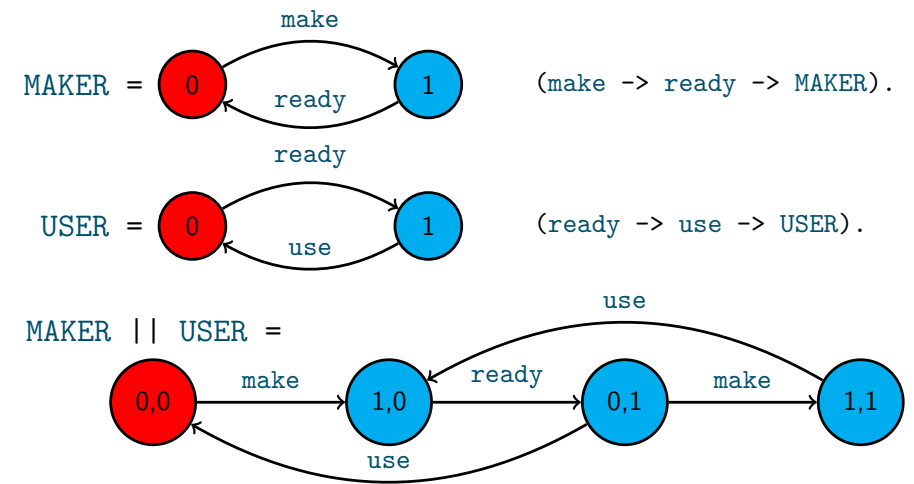 make
MAKER = 0 1 (make -> ready -> MAKER).
ready
ready
USER = 0 1 (ready -> use -> USER).
use
use
MAKER || USER =
make ready make
0,0 1,0 0,1 1,1
use